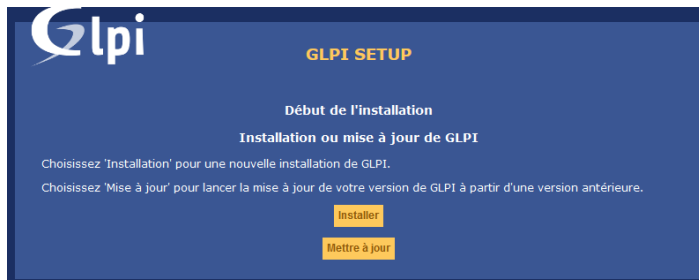 Glpi
GLPI SETUP
Début de l'installation
Installation ou mise à jour de GLPI
Choisissez 'Installation' pour une nouvelle installation de GLPI.
Choisissez 'Mise à jour' pour lancer la mise à jour de votre version de GLPI à partir d'une version antérieure.
Installer
Mettre à jour